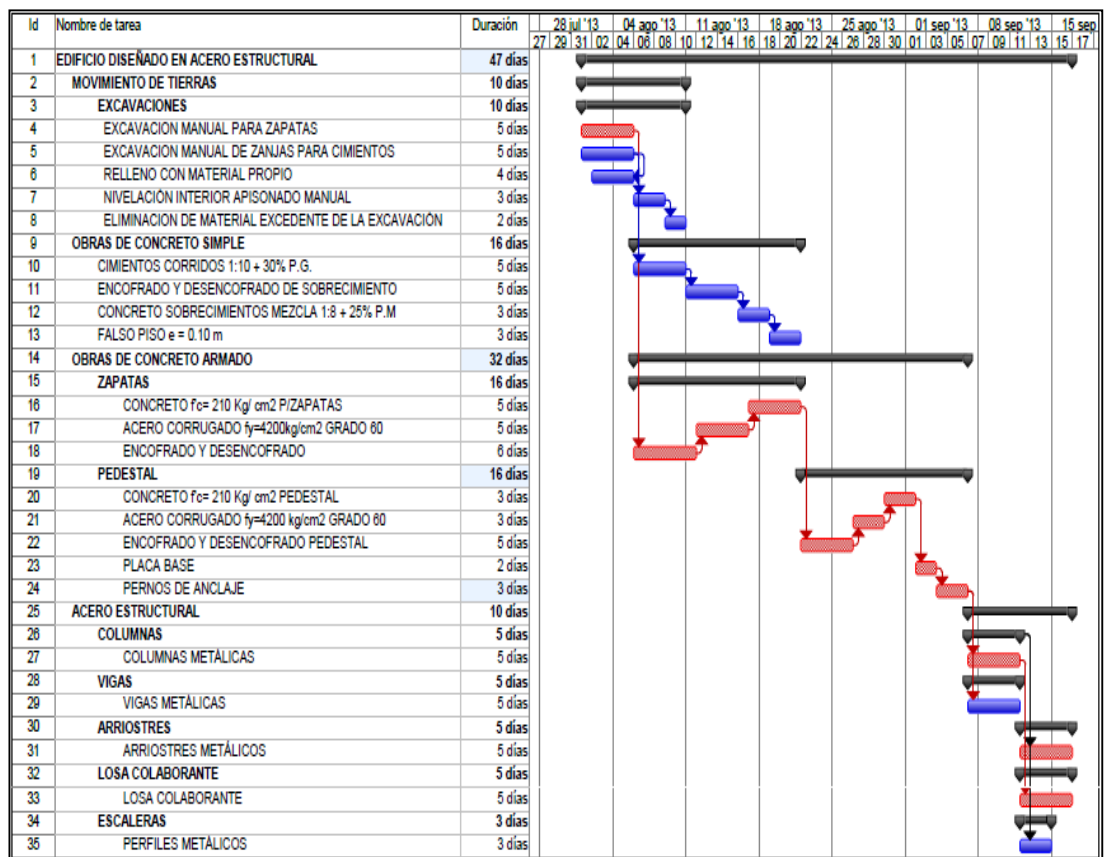 Id Nombre de tarea Duración 28 jul '13 04 ago '13 11 ago '13 18 ago '13 25 ago '13 01 sep '13 08 sep '13 15 sep
27 29 31 02 04 06 08 10 12 14 16 18 20 22 24 26 28 30 01 03 05 07 09 11 13 15 17
1 EDIFICIO DISEÑADO EN ACERO ESTRUCTURAL 47 días
2 MOVIMIENTO DE TIERRAS 10 días
3 EXCAVACIONES 10 días
4 EXCAVACION MANUAL PARA ZAPATAS 5 días
5 EXCAVACION MANUAL DE ZANJAS PARA CIMIENTOS 5 días
6 RELLENO CON MATERIAL PROPIO 4 días
7 NIVELACIÓN INTERIOR APISONADO MANUAL 3 días
8 ELIMINACION DE MATERIAL EXCEDENTE DE LA EXCAVACIÓN 2 días
9 OBRAS DE CONCRETO SIMPLE 16 días
10 CIMIENTOS CORRIDOS 1:10 + 30% P.G. 5 días
11 ENCOFRADO Y DESENCOFRADO DE SOBRECIMIENTO 5 días
12 CONCRETO SOBRECIMIENTOS MEZCLA 1:8 + 25% P.M 3 días
13 FALSO PISO e = 0.10 m 3 días
14 OBRAS DE CONCRETO ARMADO 32 días
15 ZAPATAS 16 días
16 CONCRETO f'c= 210 Kg/ cm2 P/ZAPATAS 5 días
17 ACERO CORRUGADO fy=4200kg/cm2 GRADO 60 5 días
18 ENCOFRADO Y DESENCOFRADO 6 días
19 PEDESTAL 16 días
20 CONCRETO f'c= 210 Kg/ cm2 PEDESTAL 3 días
21 ACERO CORRUGADO fy=4200 kg/cm2 GRADO 60 3 días
22 ENCOFRADO Y DESENCOFRADO PEDESTAL 5 días
23 PLACA BASE 2 días
24 PERNOS DE ANCLAJE 3 días
25 ACERO ESTRUCTURAL 10 días
26 COLUMNAS 5 días
27 COLUMNAS METÀLICAS 5 días
28 VIGAS 5 días
29 VIGAS METÀLICAS 5 días
30 ARRIOSTRES 5 días
31 ARRIOSTRES METÀLICOS 5 días
32 LOSA COLABORANTE 5 días
33 LOSA COLABORANTE 5 días
34 ESCALERAS 3 días
35 PERFILES METÀLICOS 3 días